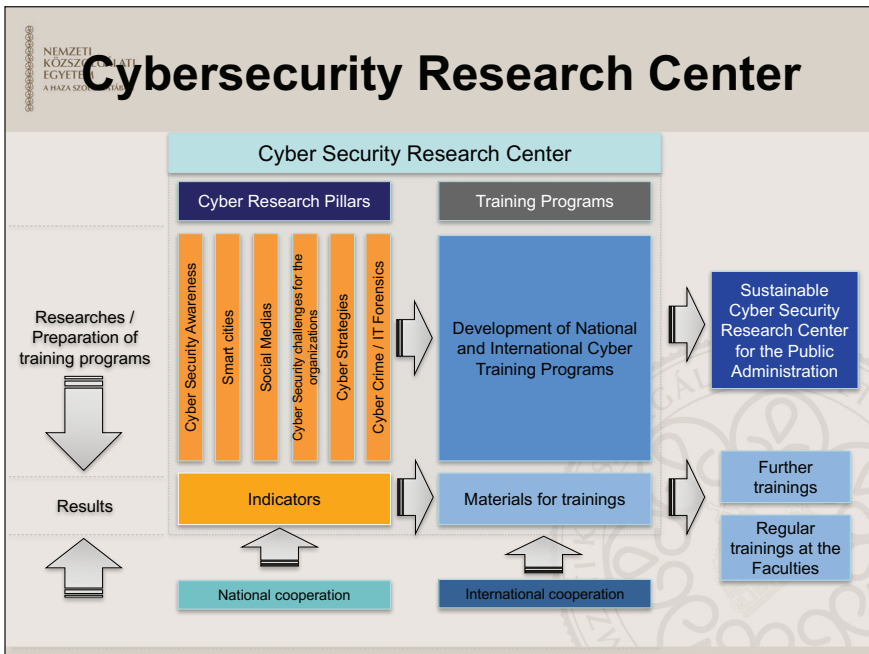 NEMZETI
KÖZSZOLGÁLATI
EGYETEM
A HAZA SZOLGÁLATÁBAN
Cybersecurity Research Center
Cyber Security Research Center
Cyber Research Pillars
Training Programs
Researches /
Preparation of
training programs
Cyber Security Awareness
Smart cities
Social Medias
Cyber Security challenges for the
organizations
Cyber Strategies
Cyber Crime / IT Forensics
Development of National
and International Cyber
Training Programs
Sustainable
Cyber Security
Research Center
for the Public
Administration
Results
Indicators
Materials for trainings
Further
trainings
Regular
trainings at the
Faculties
National cooperation
International cooperation